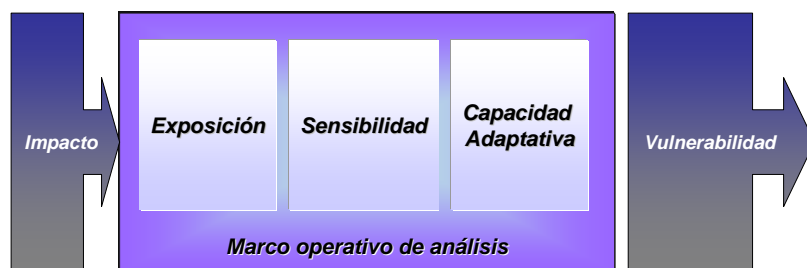 Impacto
Exposición
Sensibilidad
Capacidad
Adaptativa
Vulnerabilidad
Marco operativo de análisis